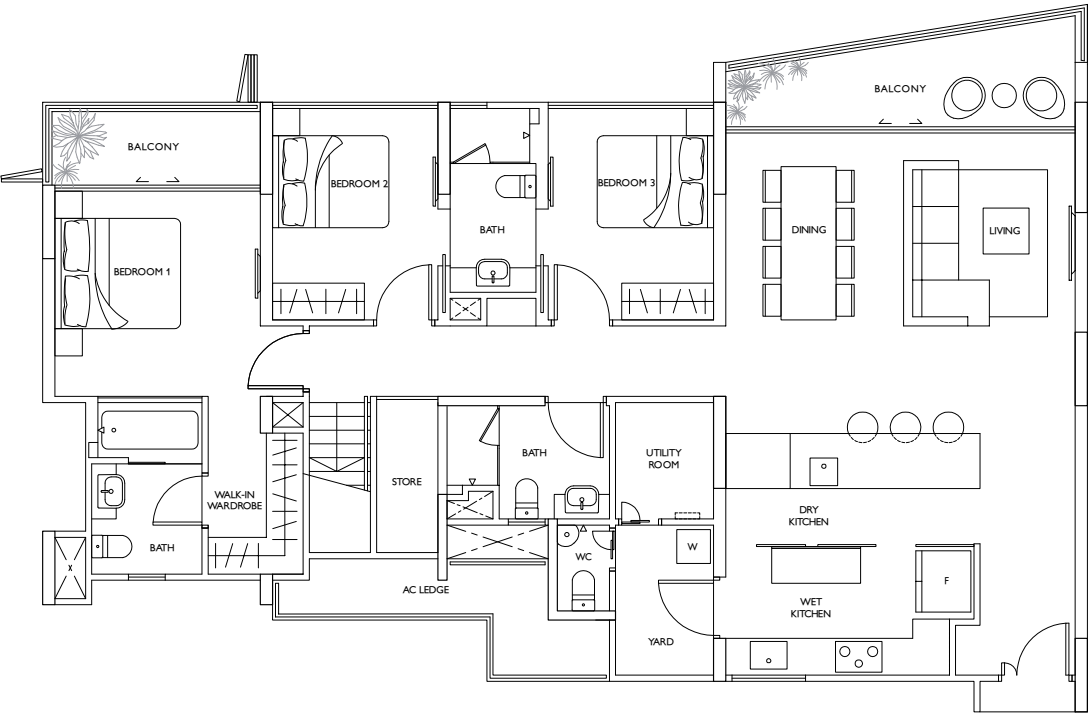 BALCONY
BALCONY
BEDROOM 2
BEDROOM 3
BATH
DINING
LIVING
BEDROOM 1
BATH
UTILITY
ROOM
STORE
WALK-IN
WARDROBE
DRY
KITCHEN
BATH
W
WC
X
F
AC LEDGE
WET
KITCHEN
YARD